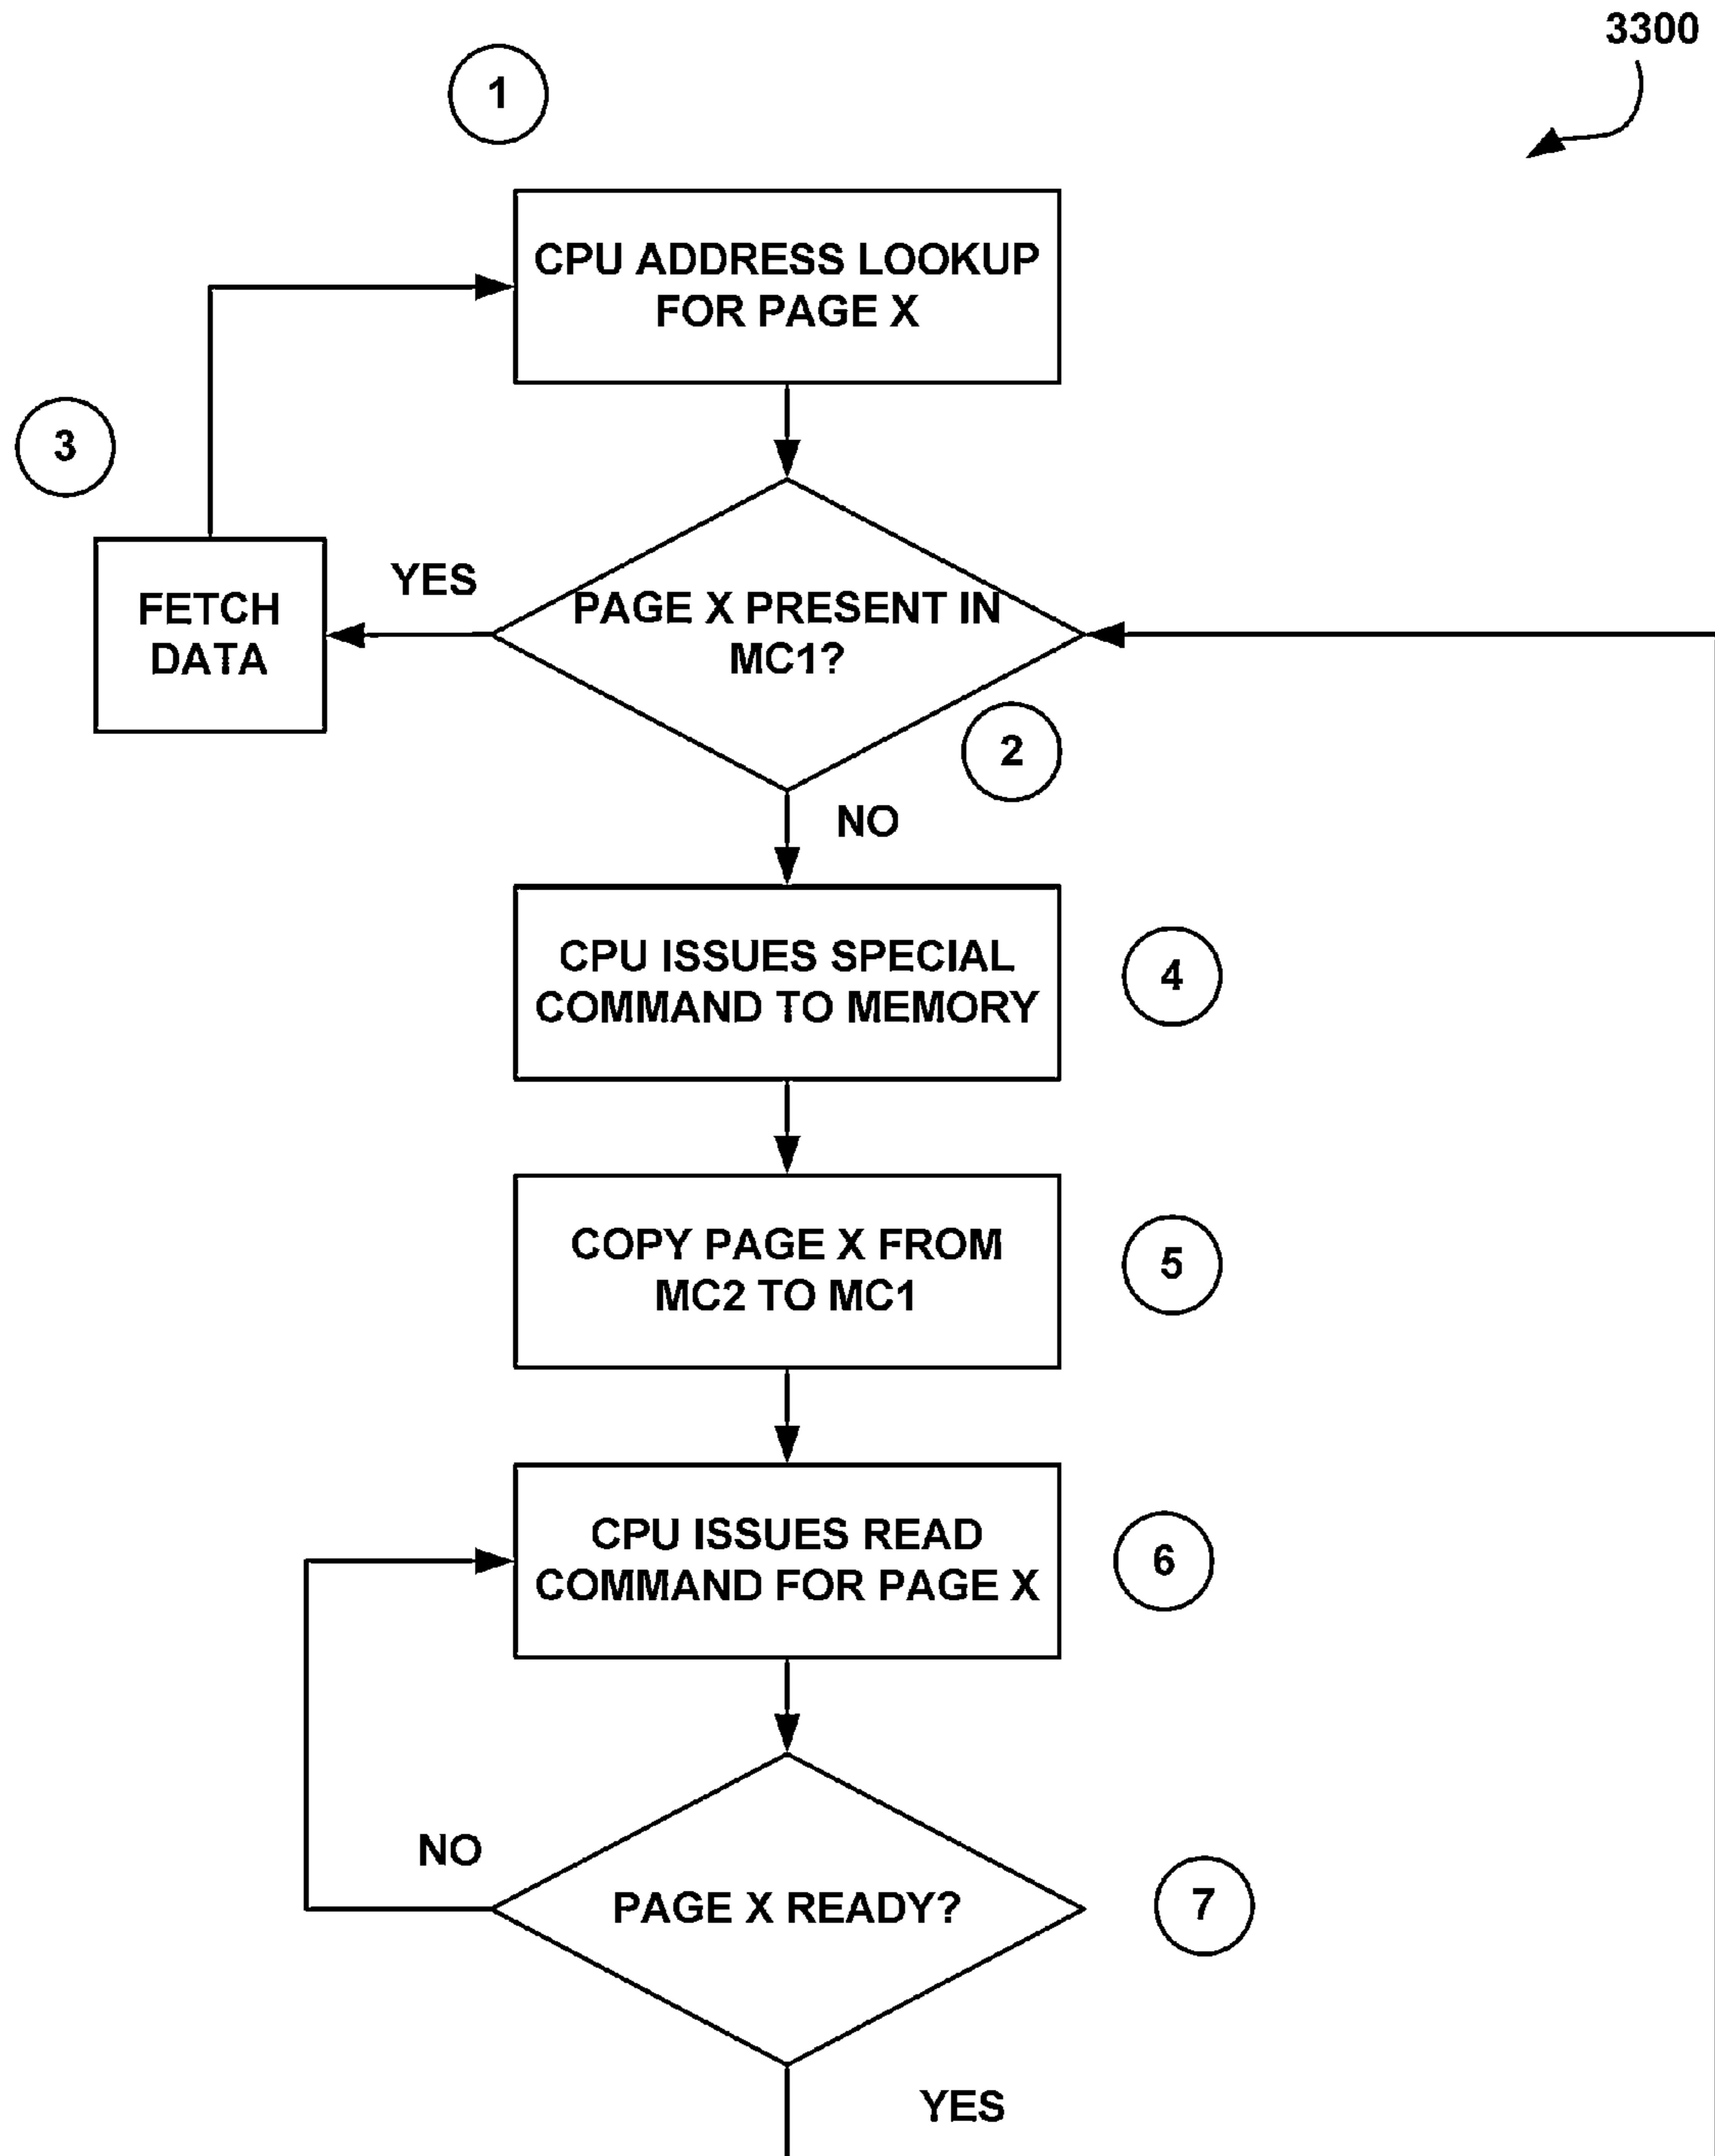 3300
1
CPU ADDRESS LOOKUP
FOR PAGE X
3
YES
FETCH
DATA
PAGE X PRESENT IN
MC1?
2
NO
CPU ISSUES SPECIAL
COMMAND TO MEMORY
4
COPY PAGE X FROM
MC2 TO MC1
5
CPU ISSUES READ
COMMAND FOR PAGE X
6
NO
PAGE X READY?
7
YES